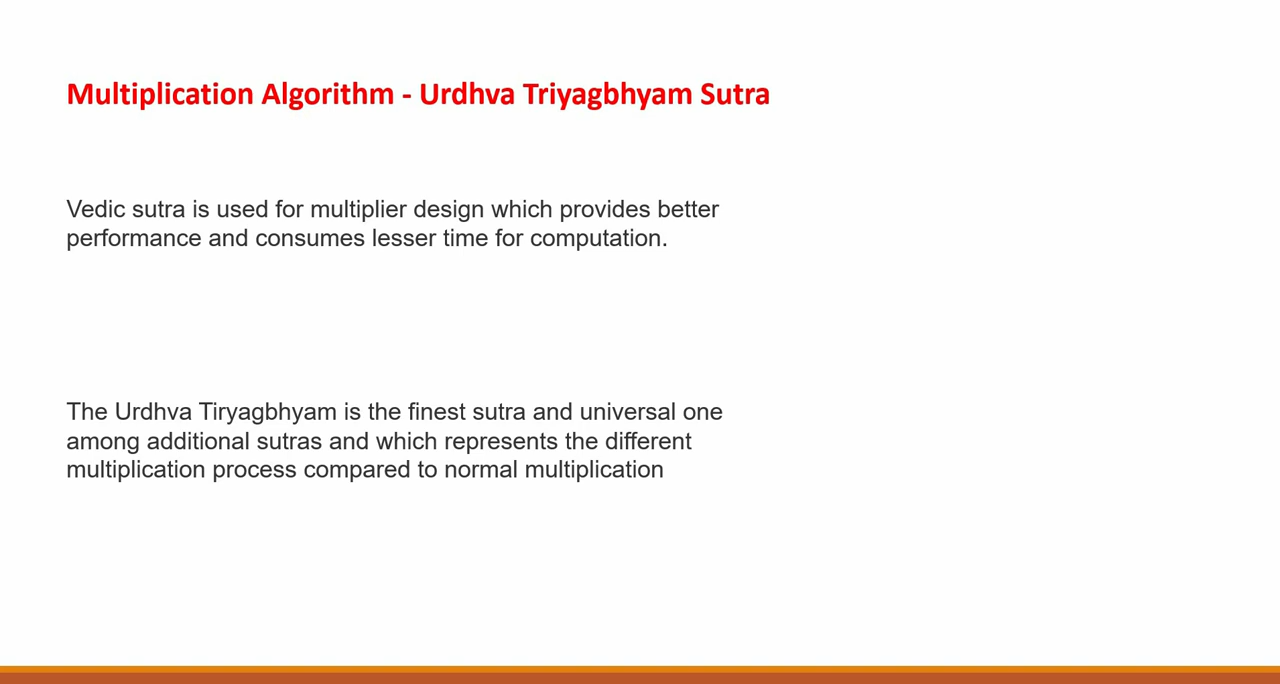 Multiplication Algorithm - Urdhva Triyagbhyam Sutra
Vedic sutra is used for multiplier design which provides better
performance and consumes lesser time for computation.
The Urdhva Tiryagbhyam is the finest sutra and universal one
among additional sutras and which represents the different
multiplication process compared to normal multiplication